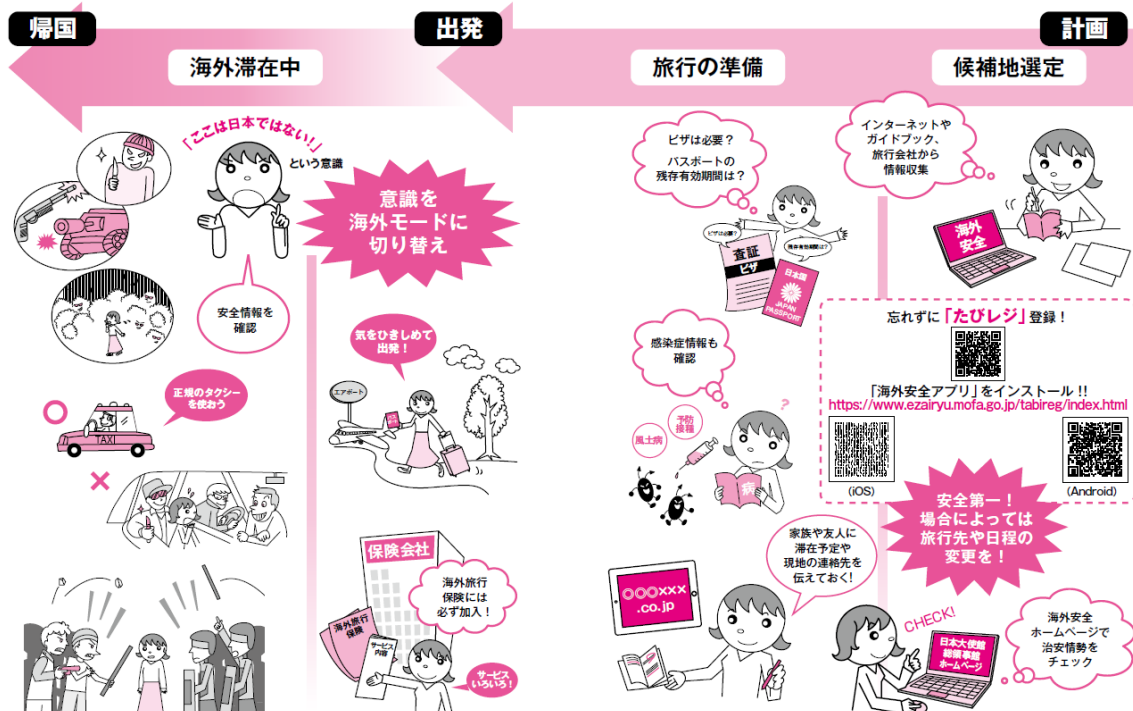 計画
出発
帰国
候補地選定
旅行の準備
海外滞在中
インターネットや
ガイドブック、
旅行会社から
情報収集
海外
安全
忘れずに「たびレジ」登録！
「海外安全アプリ」をインストール!!
https://www.ezairyu.mofa.go.jp/tabireg/index.html
(iOS)
(Android)
安全第一！
場合によっては
旅行先や日程の
変更を！
CHECK!
日本大使館
総領事館
ホームページ
海外安全
ホームページで
治安情勢を
チェック
ビザは必要？
パスポートの
残存有効期間は？
ビザは必要？
残存有効期間は？
査証
ビザ
日本国
JAPAN
PASSPORT
感染症情報も
確認
風土病
予防
接種
?
病
家族や友人に
滞在予定や
現地の連絡先を
伝えておく!
○○○×××
.co.jp
意識を
海外モードに
切り替え
気をひきしめて
出発！
エアポート
保険会社
海外旅行
保険には
必ず加入！
海外旅行
保険
サービス
内容
サービス
いろいろ！
「ここは日本ではない!」
という意識
安全情報を
確認
正規のタクシー
を使おう
TAXI